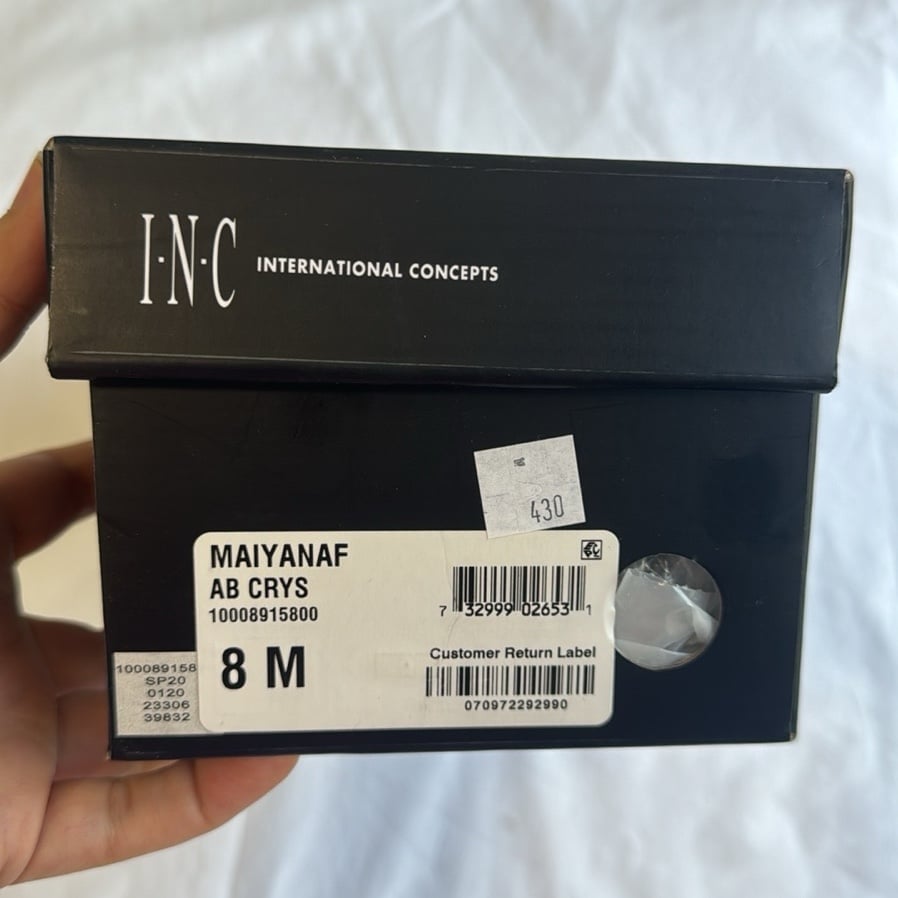 I·N·C INTERNATIONAL CONCEPTS
430
MAIYANAF
AB CRYS
10008915800
8 M
7 32999 02653 1
Customer Return Label
070972292990
100089158
SP20
0120
23306
39832